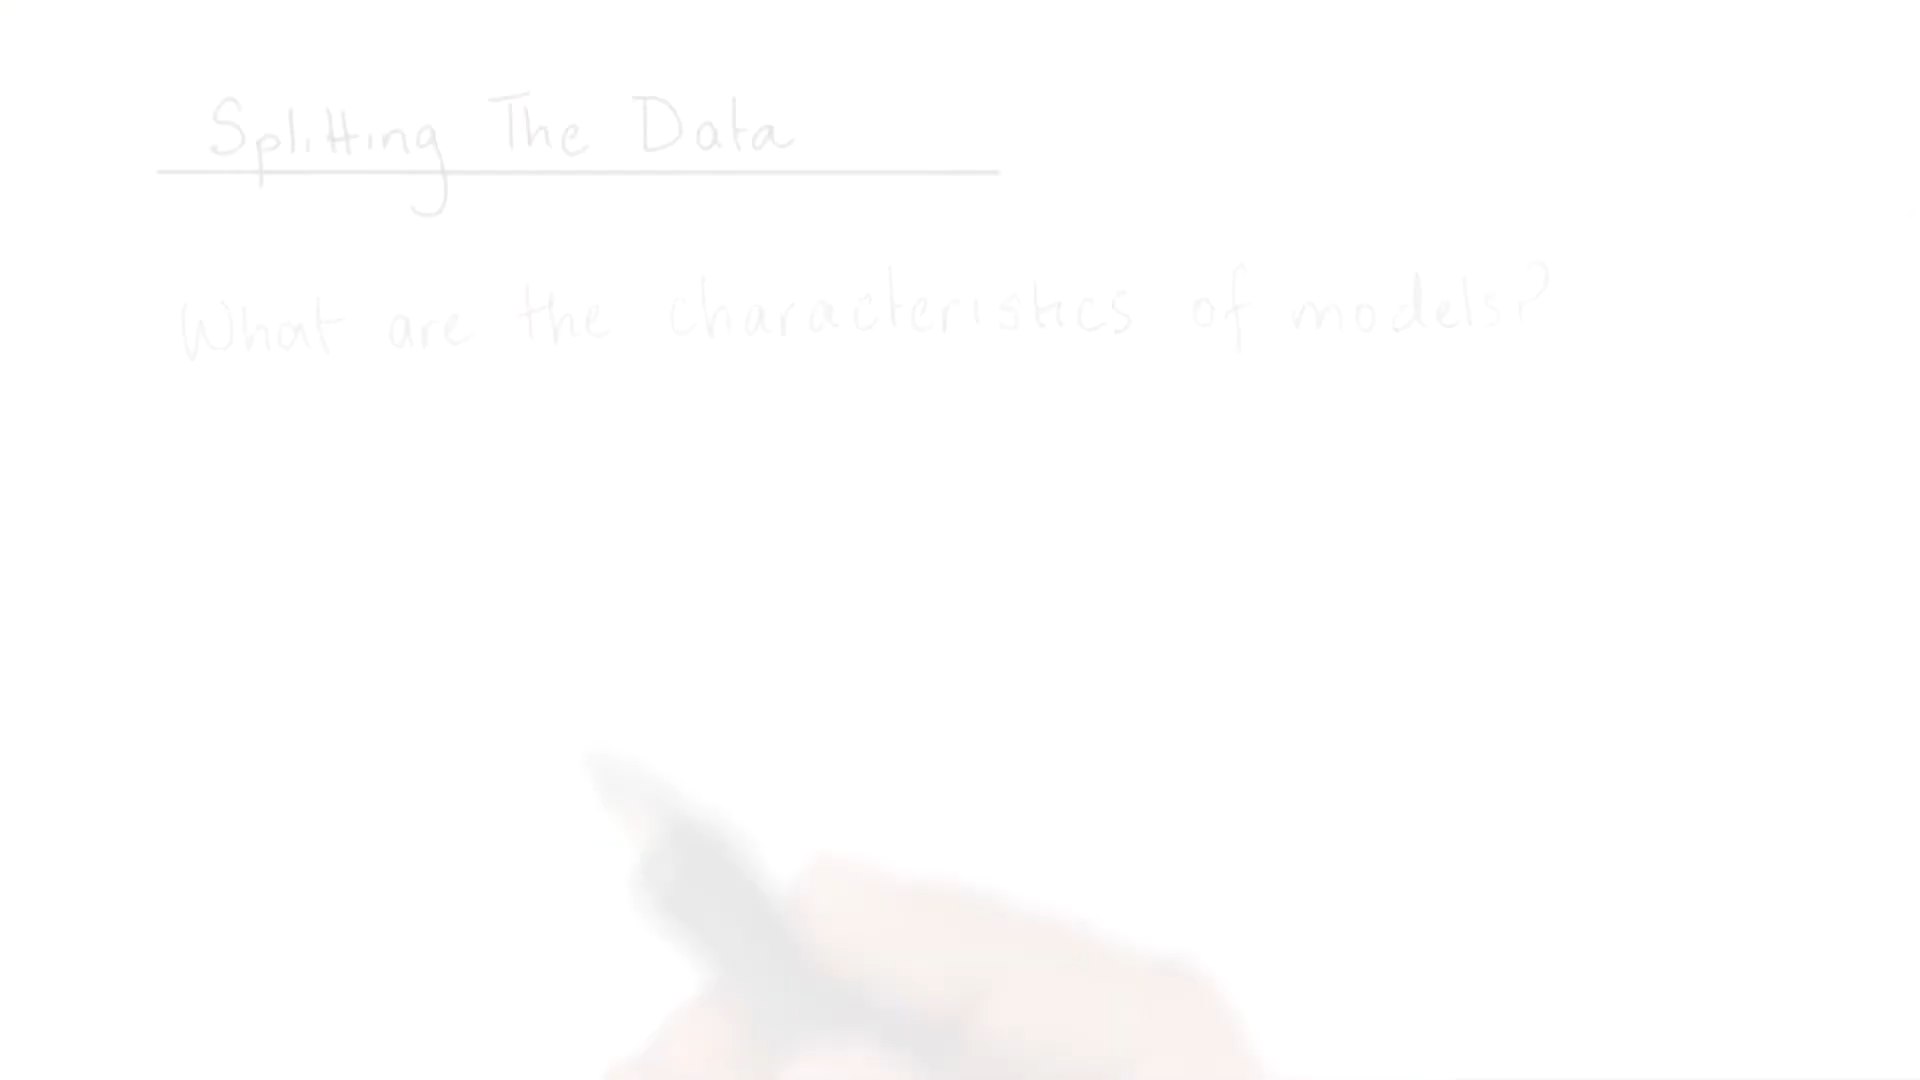 Splitting The Data
What are the characteristics of models?